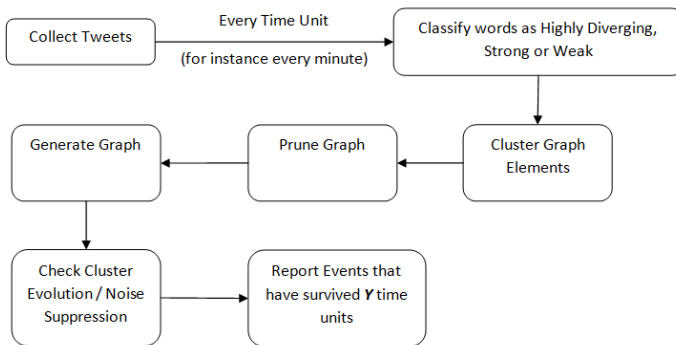 Collect Tweets
Every Time Unit
(for instance every minute)
Classify words as Highly Diverging,
Strong or Weak
Cluster Graph
Elements
Prune Graph
Generate Graph
Check Cluster
Evolution / Noise
Suppression
Report Events that
have survived Y time
units